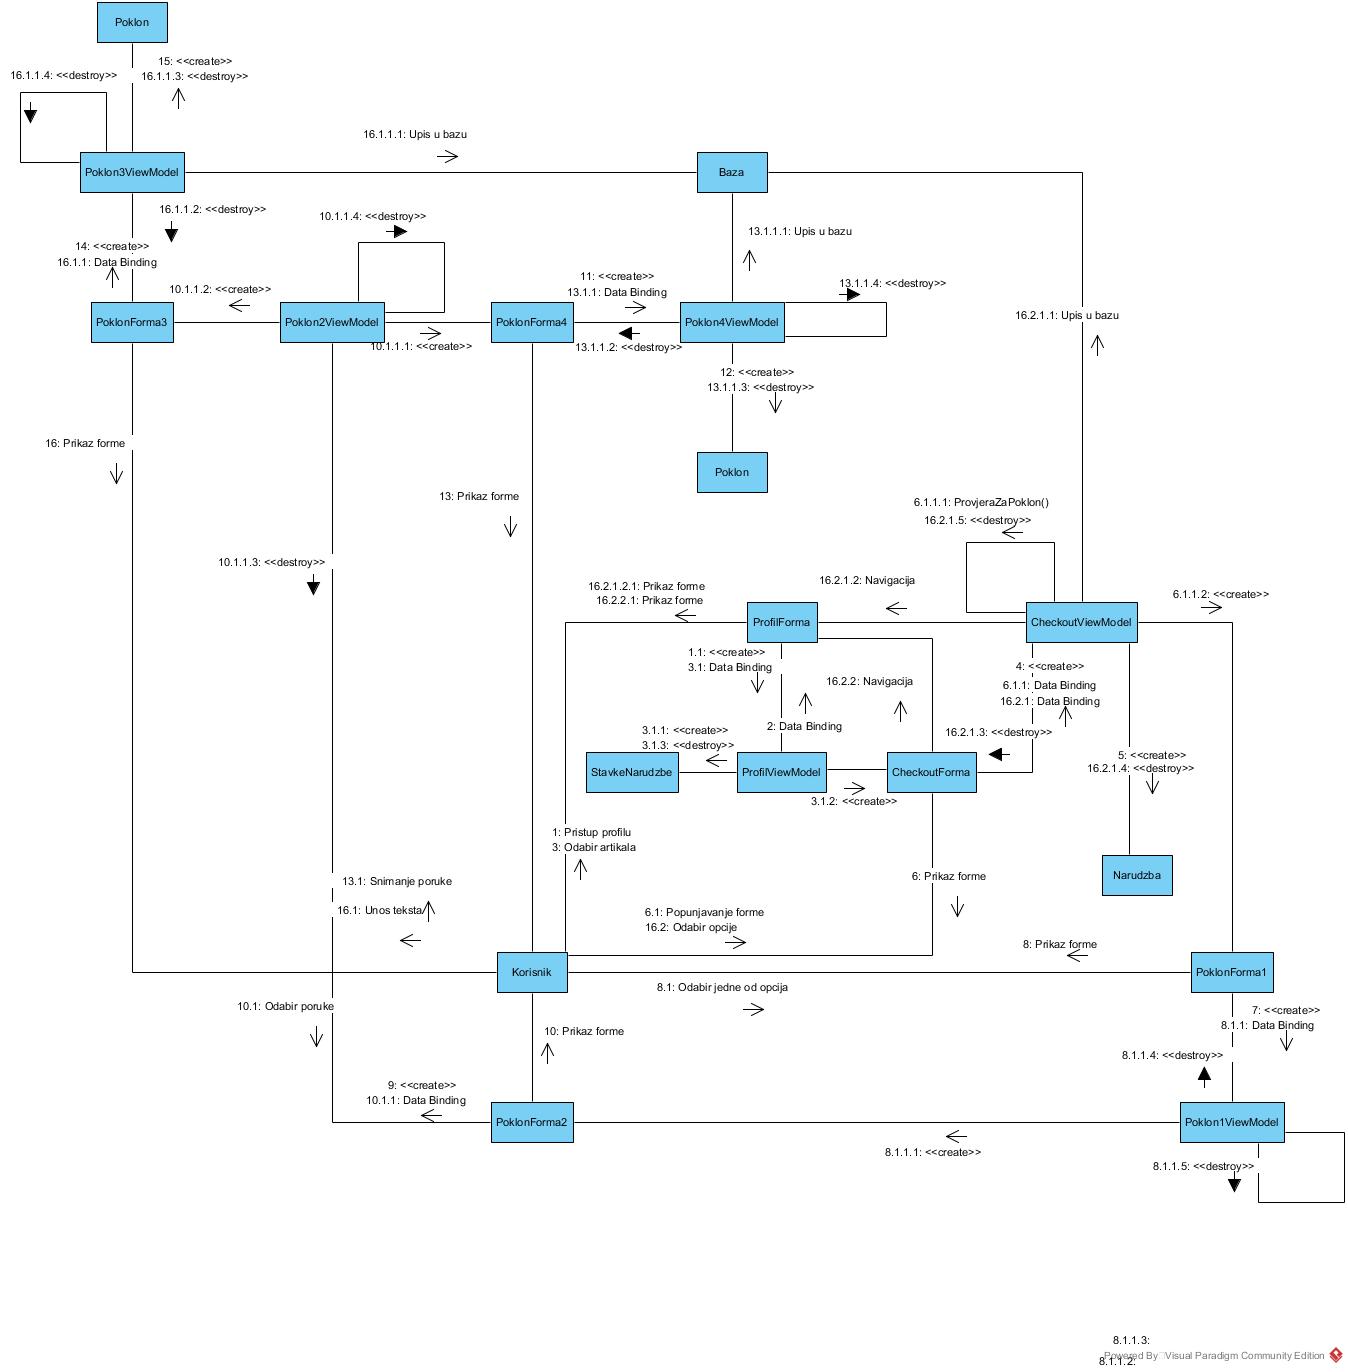 Poklon
15: <<create>>
16.1.1.4: <<destroy>>
16.1.1.3: <<destroy>>
16.1.1.1: Upis u bazu
Poklon3ViewModel
Baza
16.1.1.2: <<destroy>>
10.1.1.4: <<destroy>>
13.1.1.1: Upis u bazu
14: <<create>>
16.1.1: Data Binding
11: <<create>>
13.1.1.4: <<destroy>>
10.1.1.2: <<create>>
13.1.1: Data Binding
16.2.1.1: Upis u bazu
PoklonForma3
Poklon2ViewModel
PoklonForma4
Poklon4ViewModel
10.1.1.1: <<create>>
13.1.1.2: <<destroy>>
12: <<create>>
13.1.1.3: <<destroy>>
16: Prikaz forme
Poklon
13: Prikaz forme
6.1.1.1: ProvjeraZaPoklon()
16.2.1.5: <<destroy>>
10.1.1.3: <<destroy>>
16.2.1.2.1: Prikaz forme
16.2.1.2: Navigacija
16.2.2.1: Prikaz forme
6.1.1.2: <<create>>
ProfilForma
CheckoutViewModel
1.1: <<create>>
3.1: Data Binding
4: <<create>>
16.2.2: Navigacija
6.1.1: Data Binding
16.2.1: Data Binding
2: Data Binding
3.1.1: <<create>>
3.1.3: <<destroy>>
16.2.1.3: <<destroy>>
5: <<create>>
16.2.1.4: <<destroy>>
StavkeNarudzbe
ProfilViewModel
CheckoutForma
3.1.2: <<create>>
1: Pristup profilu
3: Odabir artikala
13.1: Snimanje poruke
6: Prikaz forme
Narudzba
16.1: Unos teksta
6.1: Popunjavanje forme
16.2: Odabir opcije
8: Prikaz forme
Korisnik
PoklonForma1
8.1: Odabir jedne od opcija
10.1: Odabir poruke
7: <<create>>
8.1.1: Data Binding
10: Prikaz forme
8.1.1.4: <<destroy>>
9: <<create>>
10.1.1: Data Binding
PoklonForma2
Poklon1ViewModel
8.1.1.1: <<create>>
8.1.1.5: <<destroy>>
8.1.1.3:
Powered By Visual Paradigm Community Edition
8.1.1.2: